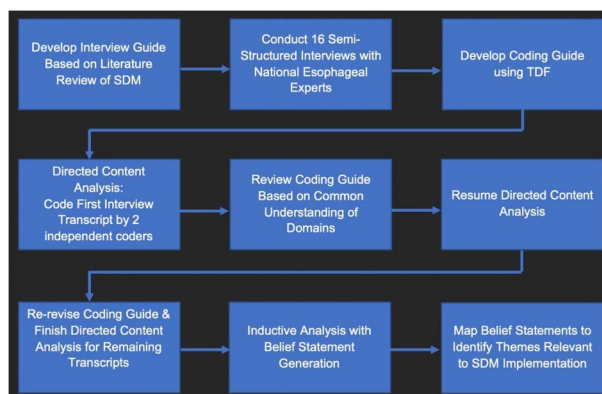 Develop Interview Guide
Based on Literature
Review of SDM
Conduct 16 Semi-
Structured Interviews with
National Esophageal
Experts
Develop Coding Guide
using TDF
Directed Content
Analysis:
Code First Interview
Transcript by 2
independent coders
Review Coding Guide
Based on Common
Understanding of
Domains
Resume Directed Content
Analysis
Re-revise Coding Guide &
Finish Directed Content
Analysis for Remaining
Transcripts
Inductive Analysis with
Belief Statement
Generation
Map Belief Statements to
Identify Themes Relevant
to SDM Implementation